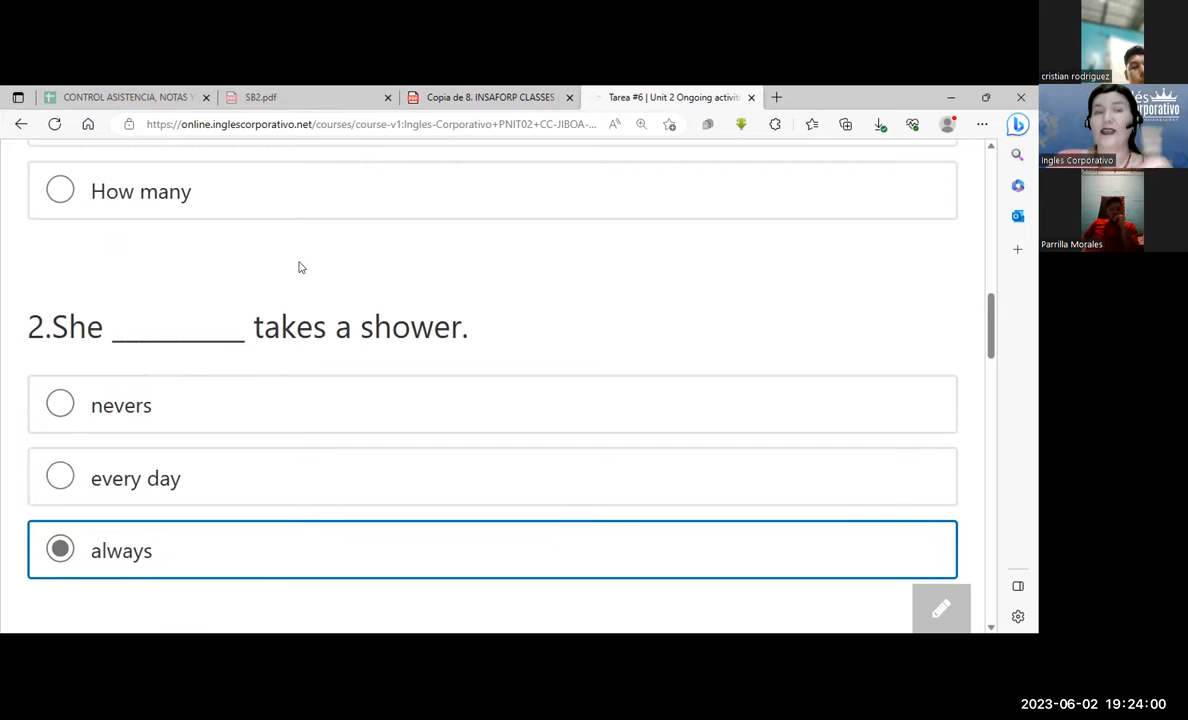 CONTROL ASISTENCIA, NOTAS Y
SB2.pdf
Copia de 8. INSAFORP CLASSES
Tarea #6 | Unit 2 Ongoing activit
https://online.inglescorporativo.net/courses/course-v1:Ingles-Corporativo+PNIT02+CC-JIBOA-...
How many
2.She _________ takes a shower.
nevers
every day
always
cristian rodriguez
Ingles Corporativo
Parrilla Morales
2023-06-02 19:24:00